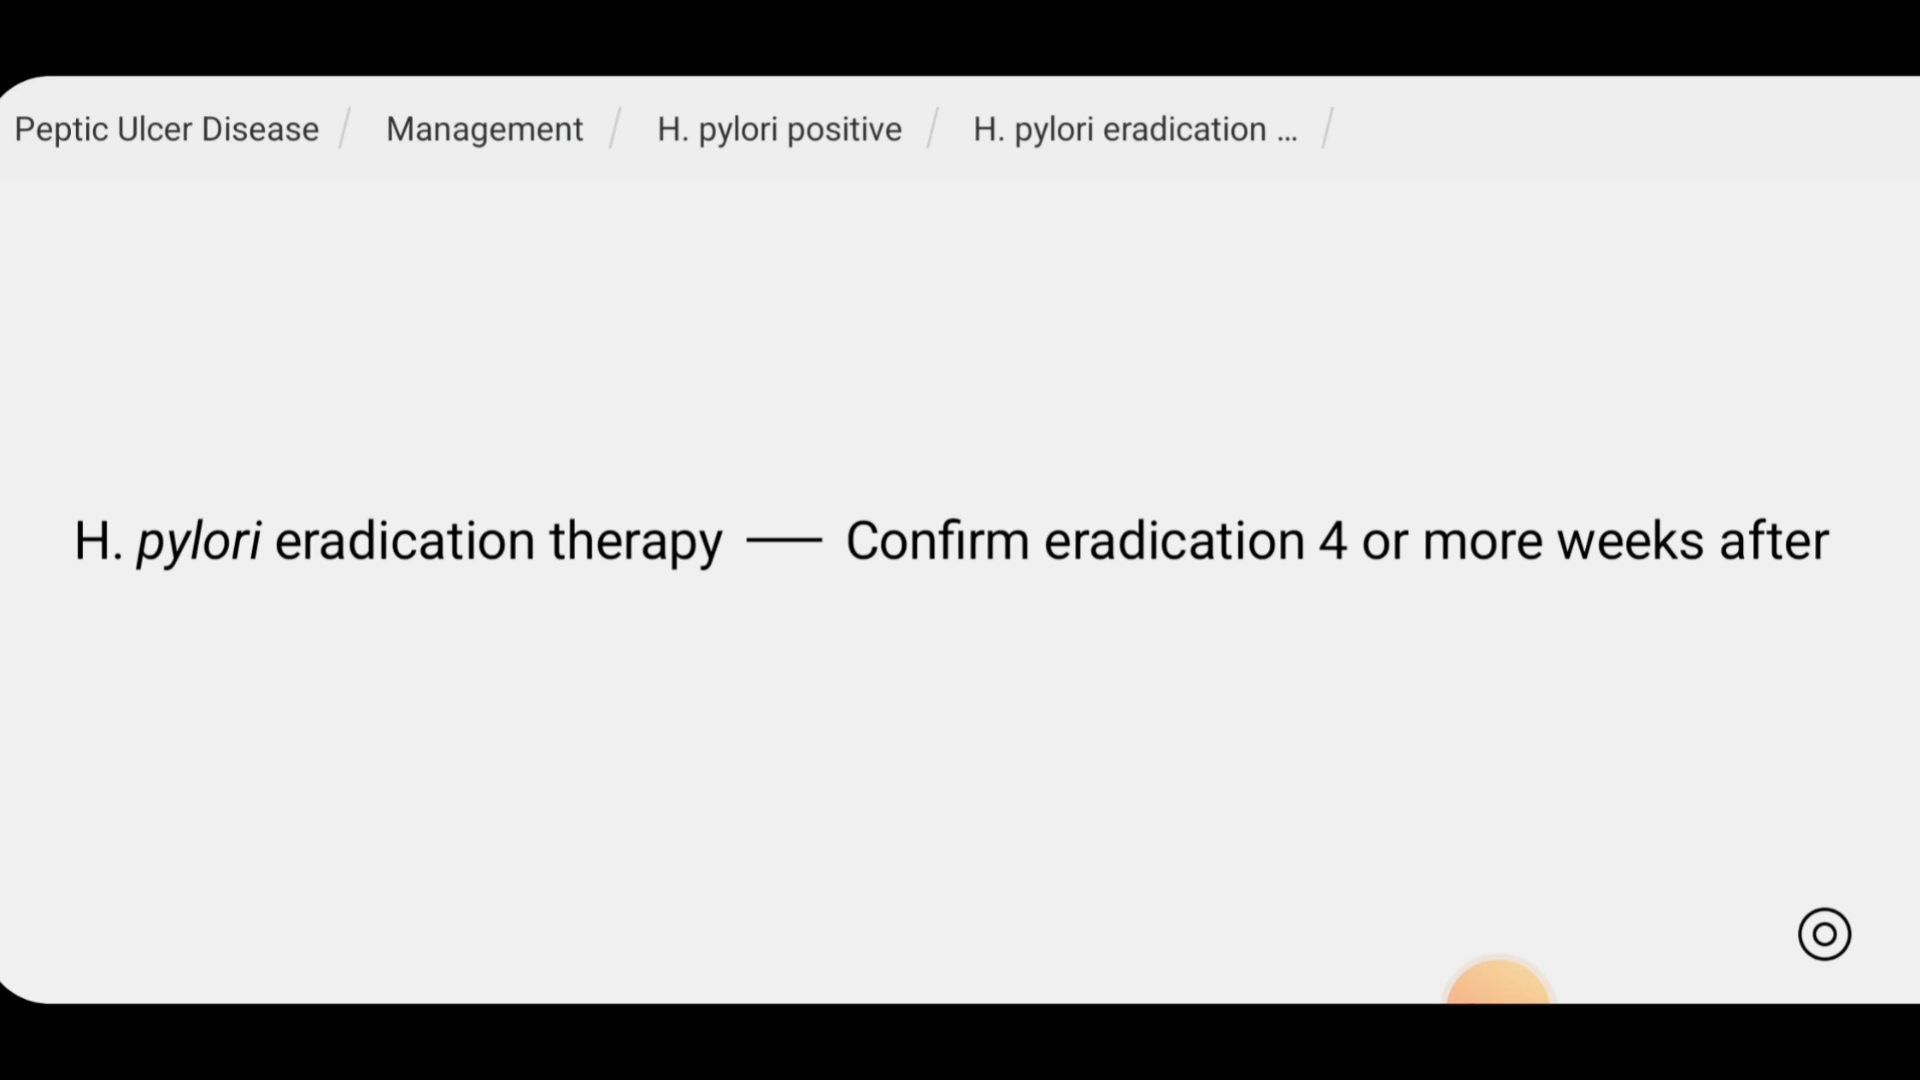 Peptic Ulcer Disease / Management / H. pylori positive / H. pylori eradication ... /
H. pylori eradication therapy — Confirm eradication 4 or more weeks after